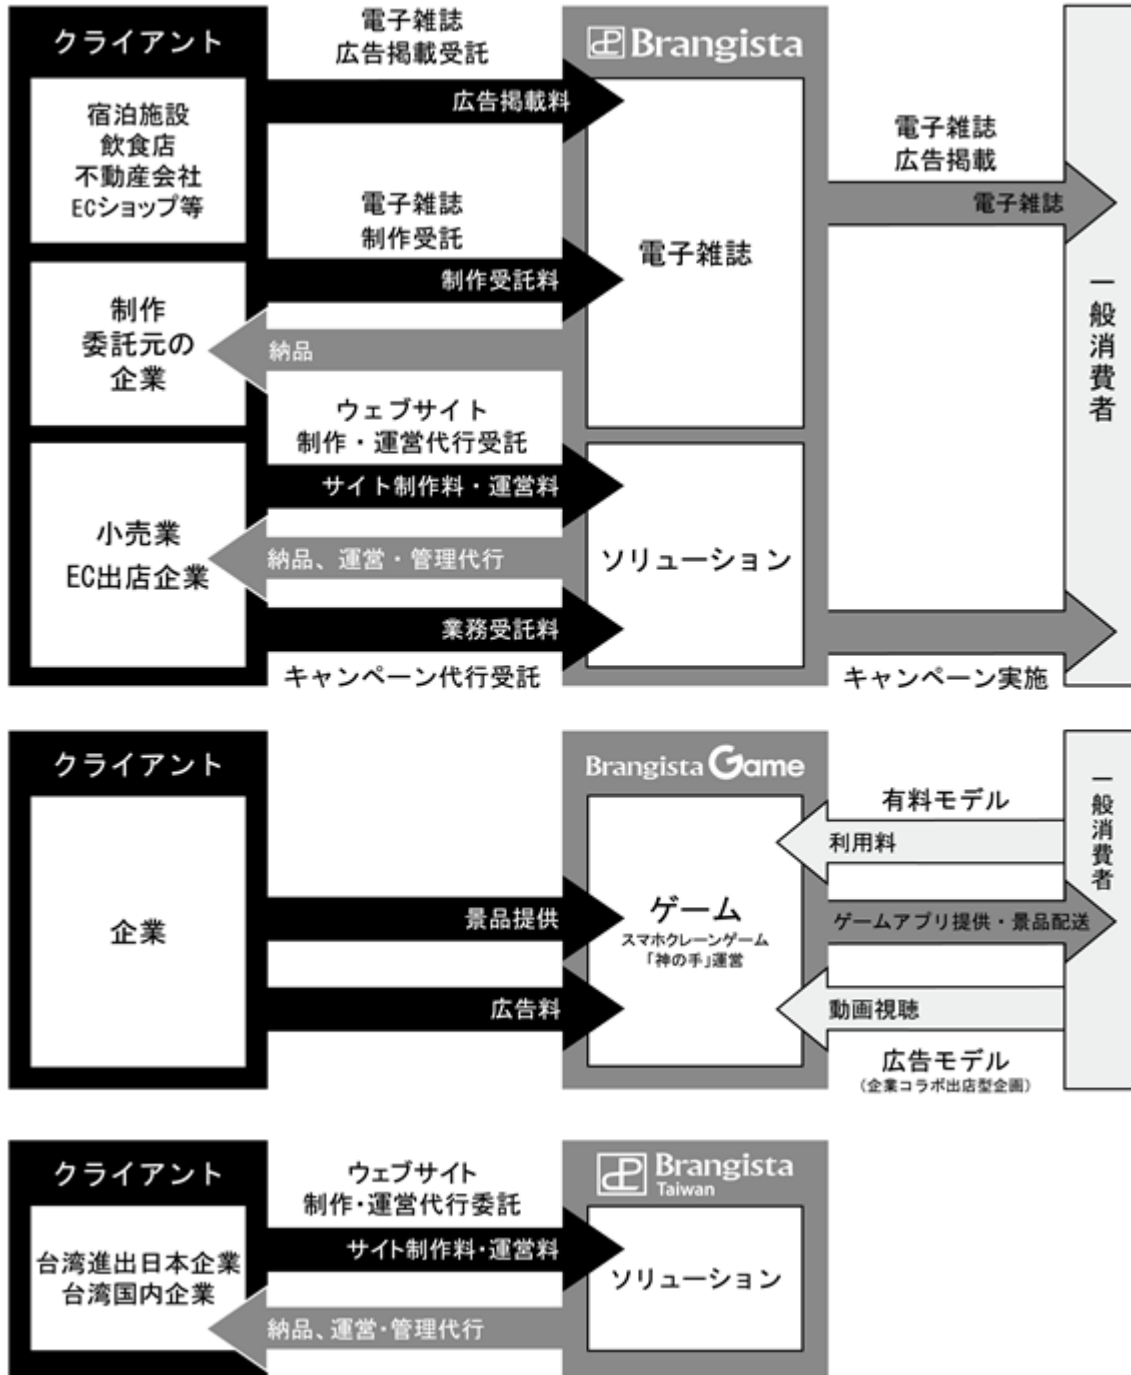 クライアント
宿泊施設
飲食店
不動産会社
ECショップ等
制作
委託元の
企業
小売業
EC出店企業
電子雑誌
広告掲載受託
広告掲載料
電子雑誌
制作受託
制作受託料
納品
ウェブサイト
制作・運営代行受託
サイト制作料・運営料
納品、運営・管理代行
業務受託料
キャンペーン代行受託
Brangista
電子雑誌
ソリューション
電子雑誌
広告掲載
電子雑誌
キャンペーン実施
一般消費者
クライアント
企業
景品提供
広告料
Brangista Game
ゲーム
スマホクレーンゲーム
「神の手」運営
有料モデル
利用料
ゲームアプリ提供・景品配送
動画視聴
広告モデル
（企業コラボ出店型企画）
一般消費者
クライアント
台湾進出日本企業
台湾国内企業
ウェブサイト
制作・運営代行委託
サイト制作料・運営料
納品、運営・管理代行
Brangista
Taiwan
ソリューション